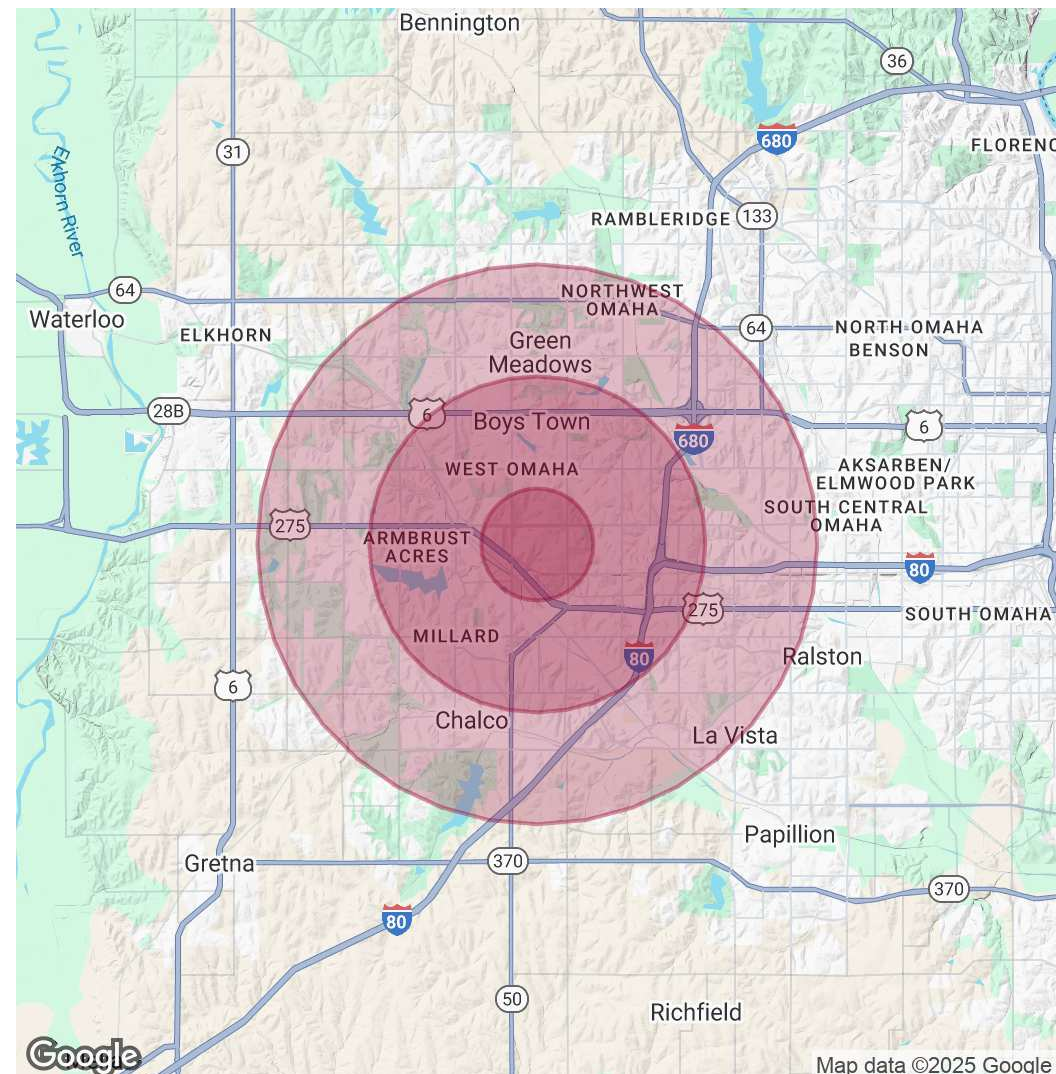 Bennington
36
680
FLORENC
31
Elkhorn River
RAMBLERIDGE
133
64
NORTHWEST
OMAHA
Waterloo
ELKHORN
64
NORTH OMAHA
BENSON
Green
Meadows
28B
6
Boys Town
680
6
WEST OMAHA
AKSARBEN/
ELMWOOD PARK
SOUTH CENTRAL
OMAHA
275
ARMBRUST
ACRES
80
275
SOUTH OMAHA
MILLARD
80
Ralston
6
Chalco
La Vista
Papillion
Gretna
370
370
80
50
Richfield
Google
Map data ©2025 Google